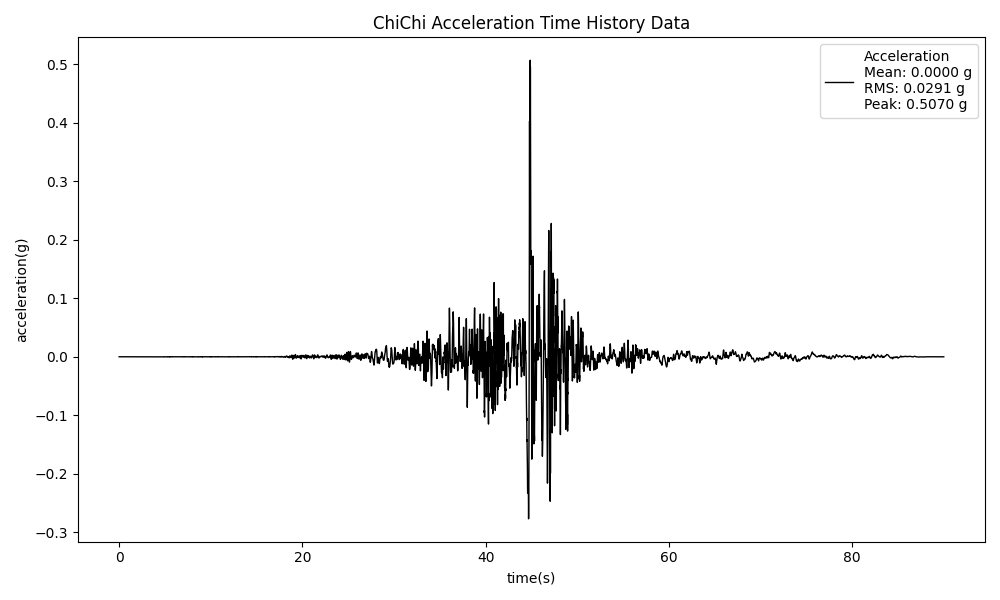 ChiChi Acceleration Time History Data
Acceleration
Mean: 0.0000 g
RMS: 0.0291 g
Peak: 0.5070 g
acceleration(g)
0.5
0.4
0.3
0.2
0.1
0.0
−0.1
−0.2
−0.3
0 20 40 60 80
time(s)